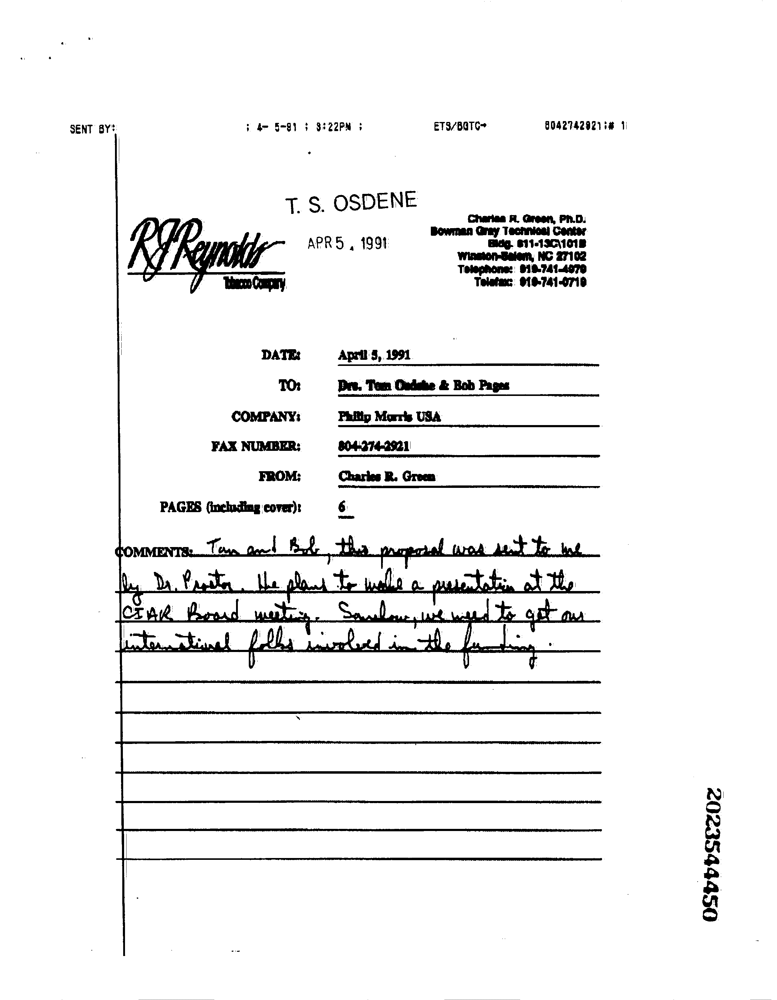 SENT BY: ; 4- 5-91 ; 3:22PM ; ETS/BGTC→ 8042742921;# 1
T. S. OSDENE
APR 5, 1991
RJReynolds
Tobacco Company
Charles R. Green, Ph.D.
Bowman Gray Technical Center
Bldg. 611-13C\101B
Winston-Salem, NC 27102
Telephone: 919-741-4979
Telefax: 919-741-0719
DATE: April 5, 1991
TO: Drs. Tom Osdene & Bob Pages
COMPANY: Philip Morris USA
FAX NUMBER: 804-274-2921
FROM: Charles R. Green
PAGES (including cover): 6
COMMENTS: Tom and Bob, this proposal was sent to me
by Dr. Proctor. He plans to make a presentation at the
CIAR Board meeting. Somehow, we need to get our
international folks involved in the funding.
2023544450